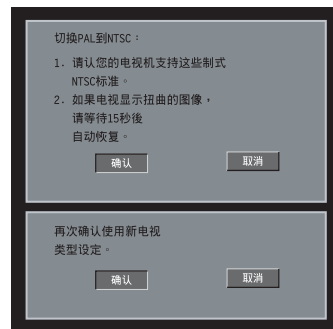 切换PAL到NTSC：
1. 请认您的电视机支持这些制式
NTSC标准。
2. 如果电视显示扭曲的图像，
请等待15秒後
自动恢复。
确认
取消
再次确认使用新电视
类型设定。
确认
取消